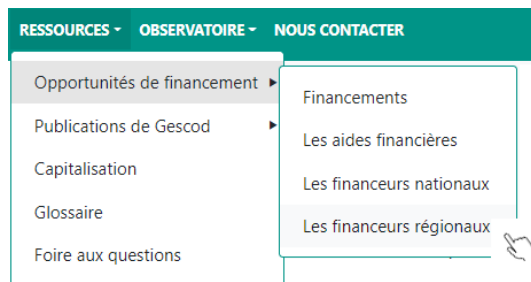 RESSOURCES OBSERVATOIRE NOUS CONTACTER
Opportunités de financement
Publications de Gescod
Capitalisation
Glossaire
Foire aux questions
Financements
Les aides financières
Les financeurs nationaux
Les financeurs régionaux